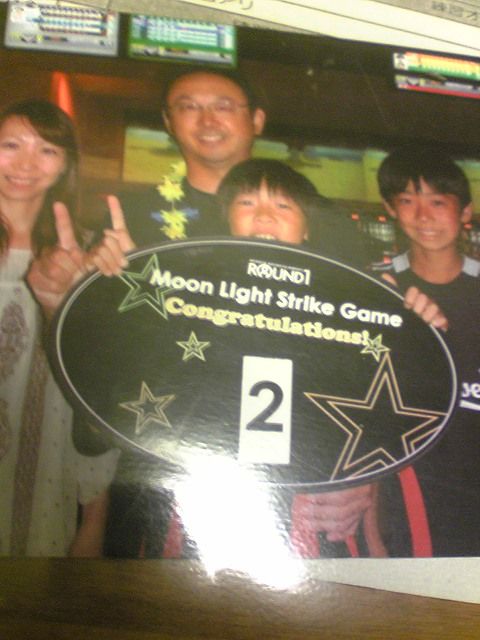 ROUND1
Moon Light Strike Game
Congratulations!
2